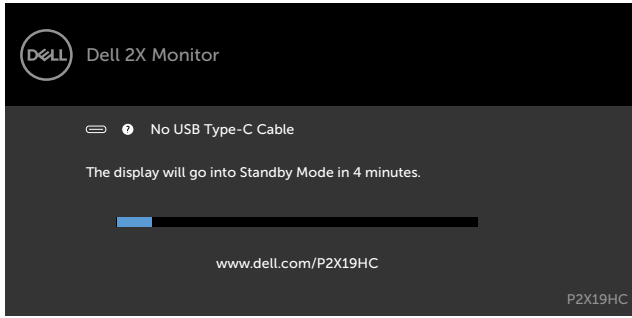 DELL
Dell 2X Monitor
? No USB Type-C Cable
The display will go into Standby Mode in 4 minutes.
www.dell.com/P2X19HC
P2X19HC